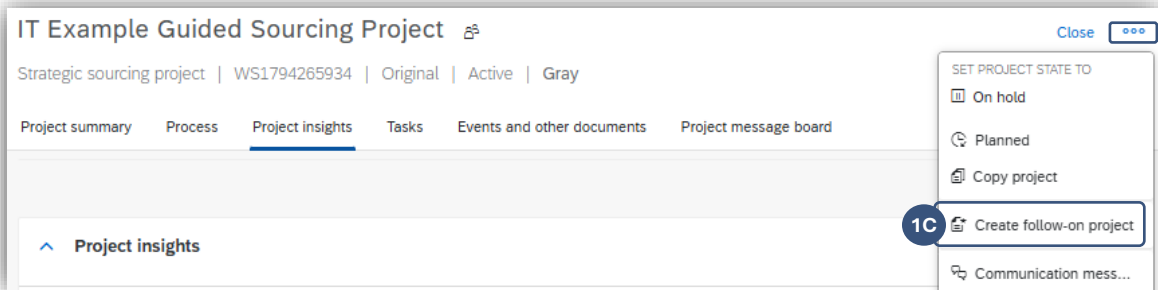 IT Example Guided Sourcing Project
Close
Strategic sourcing project | WS1794265934 | Original | Active | Gray
Project summary Process Project insights Tasks Events and other documents Project message board
SET PROJECT STATE TO
On hold
Planned
Copy project
1C Create follow-on project
Communication mess...
Project insights